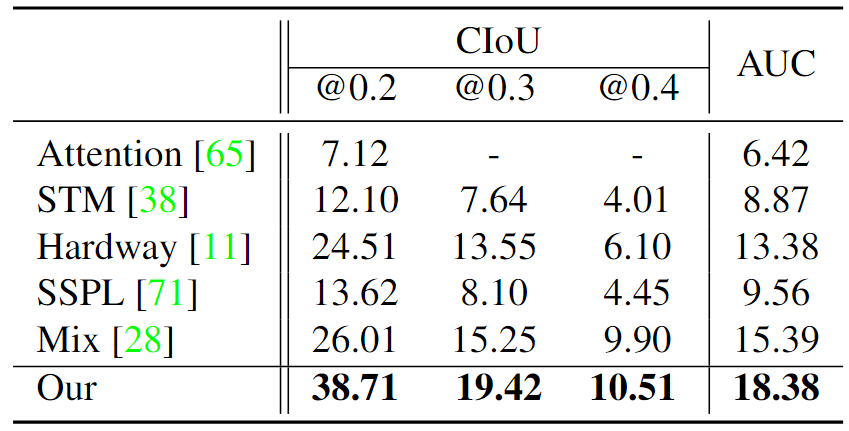 CIoU AUC
@0.2 @0.3 @0.4
Attention [65] 7.12 - - 6.42
STM [38] 12.10 7.64 4.01 8.87
Hardway [11] 24.51 13.55 6.10 13.38
SSPL [71] 13.62 8.10 4.45 9.56
Mix [28] 26.01 15.25 9.90 15.39
Our 38.71 19.42 10.51 18.38